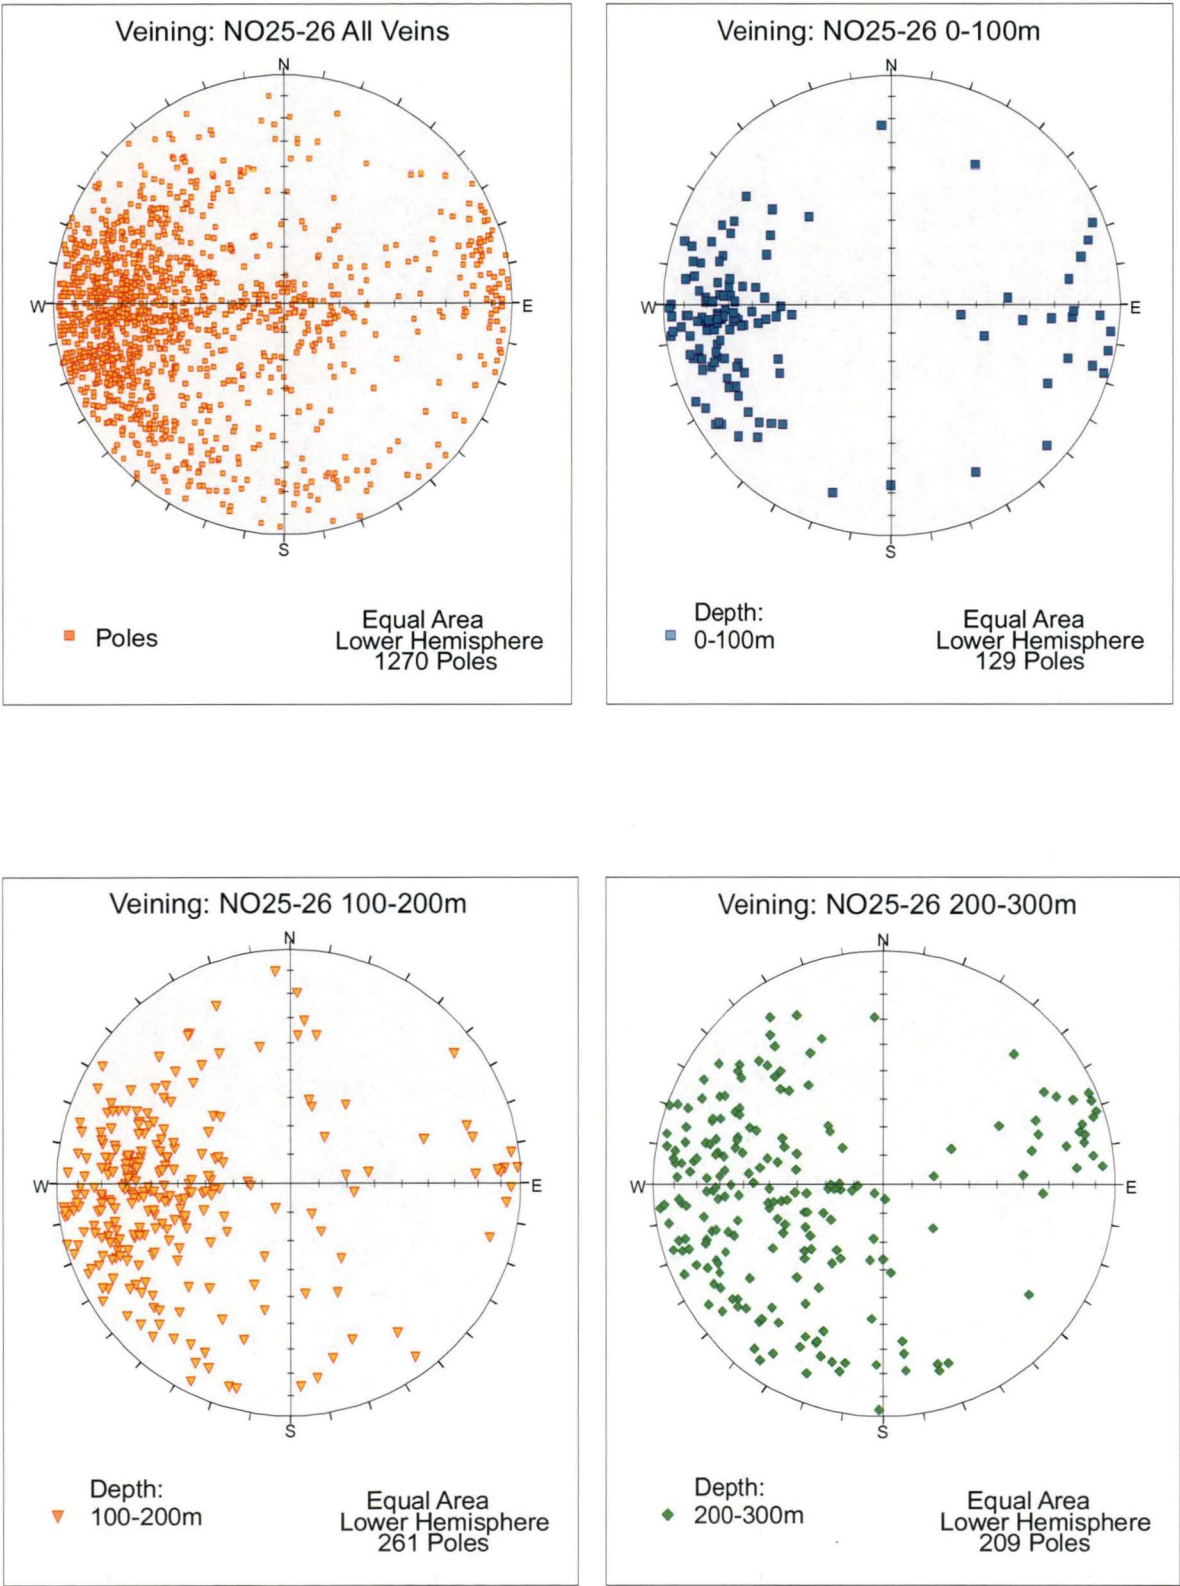 Veining: NO25-26 All Veins
N
W
E
S
Poles
Equal Area
Lower Hemisphere
1270 Poles
Veining: NO25-26 0-100m
N
W
E
S
Depth:
0-100m
Equal Area
Lower Hemisphere
129 Poles
Veining: NO25-26 100-200m
N
W
E
S
Depth:
100-200m
Equal Area
Lower Hemisphere
261 Poles
Veining: NO25-26 200-300m
N
W
E
S
Depth:
200-300m
Equal Area
Lower Hemisphere
209 Poles